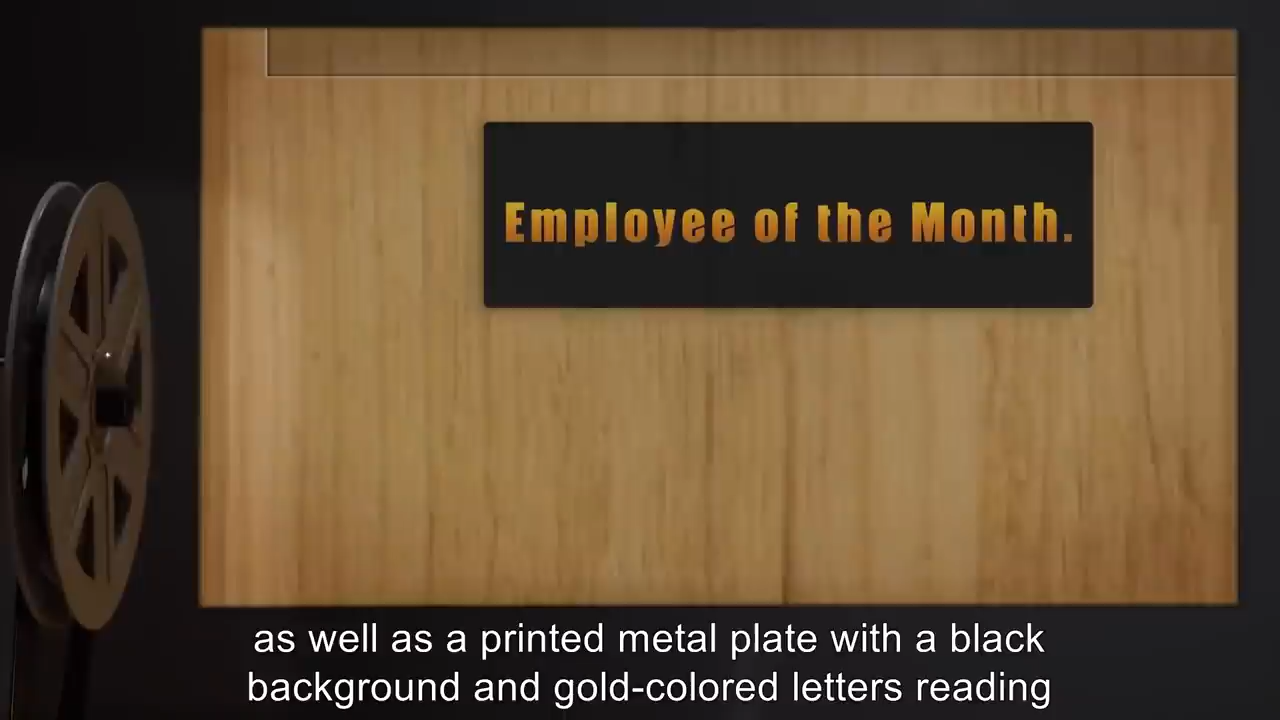 Employee of the Month.
as well as a printed metal plate with a black
background and gold-colored letters reading